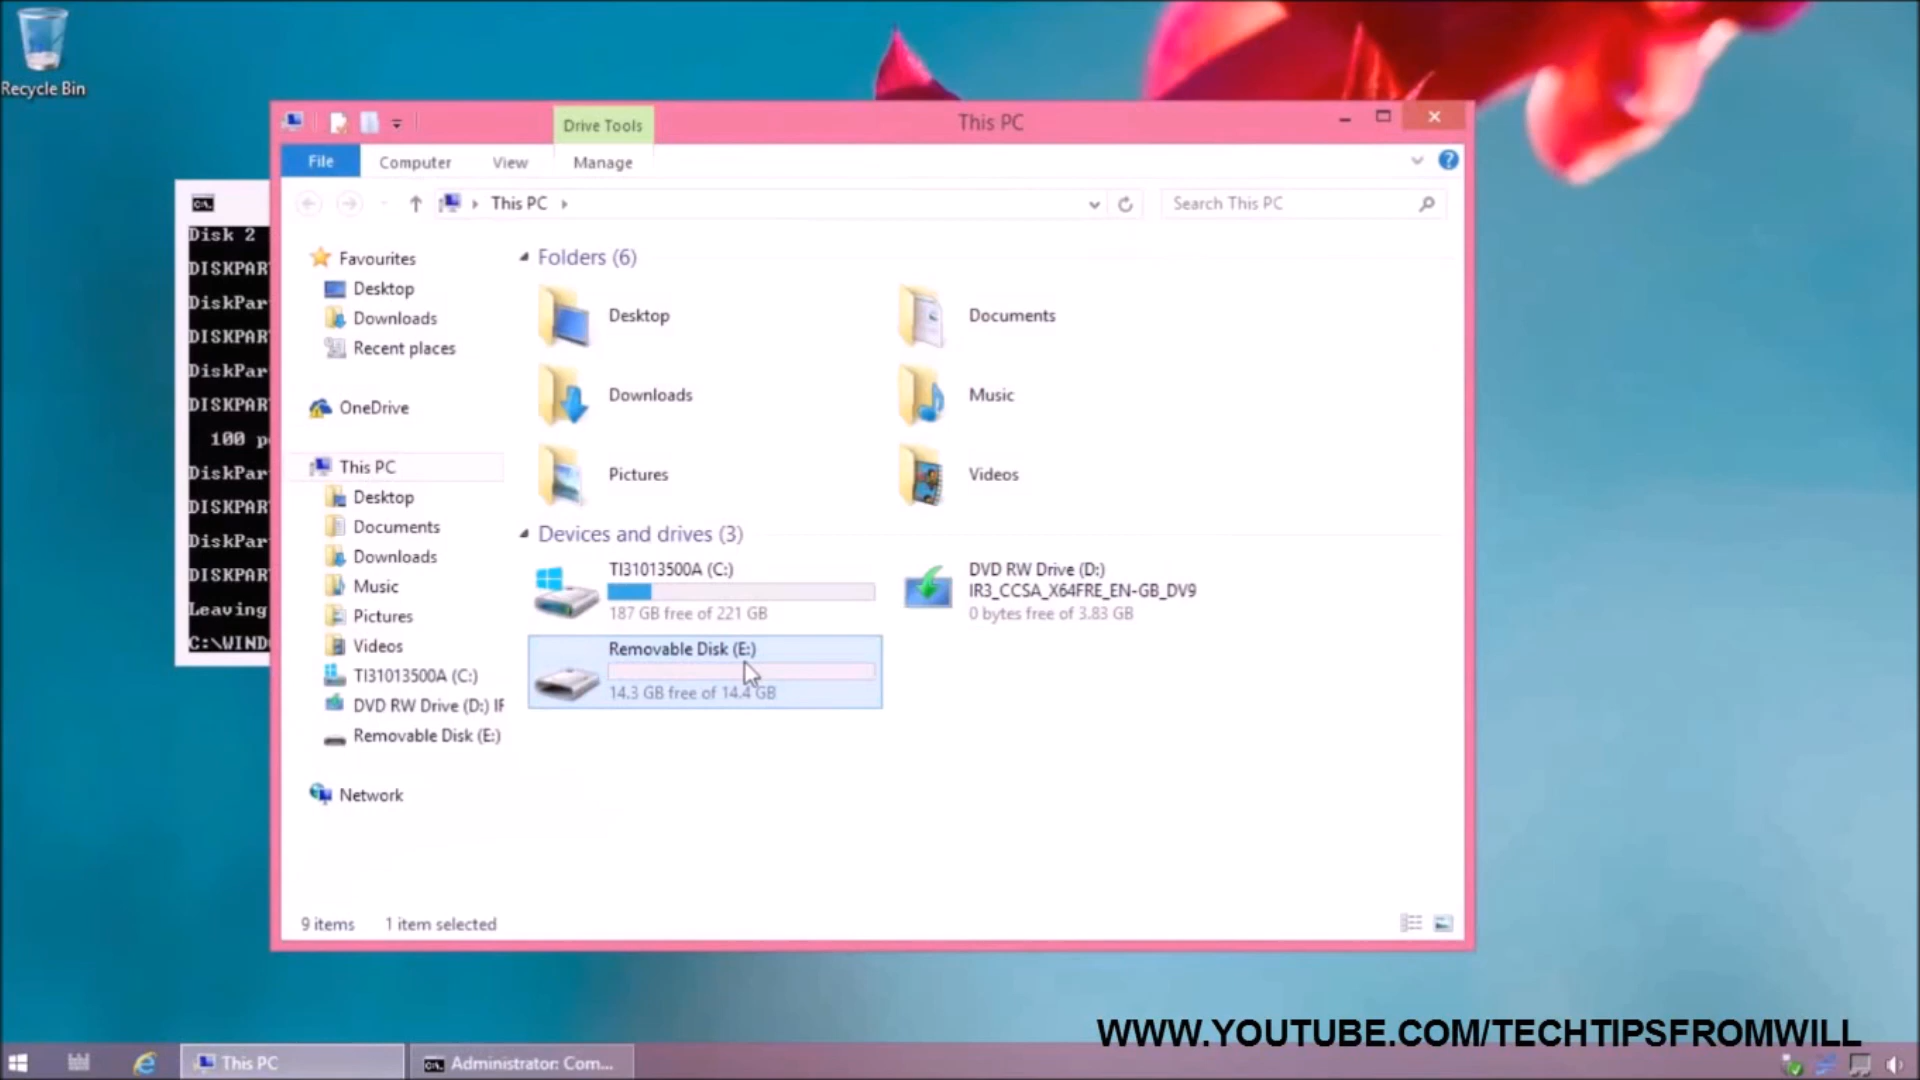 Recycle Bin
Drive Tools
This PC
File
Computer
View
Manage
This PC
Search This PC
Disk 2
DISKPAR
DiskPar
DISKPAR
DiskPar
DISKPAR
100 p
DiskPar
DISKPAR
DiskPar
DISKPAR
Leaving
C:\WIND
Favourites
Desktop
Downloads
Recent places
OneDrive
This PC
Desktop
Documents
Downloads
Music
Pictures
Videos
TI31013500A (C:)
DVD RW Drive (D:) IR
Removable Disk (E:)
Network
Folders (6)
Desktop
Documents
Downloads
Music
Pictures
Videos
Devices and drives (3)
TI31013500A (C:)
187 GB free of 221 GB
DVD RW Drive (D:)
IR3_CCSA_X64FRE_EN-GB_DV9
0 bytes free of 3.83 GB
Removable Disk (E:)
14.3 GB free of 14.4 GB
9 items
1 item selected
WWW.YOUTUBE.COM/TECHTIPSFROMWILL
This PC
Administrator: Com...